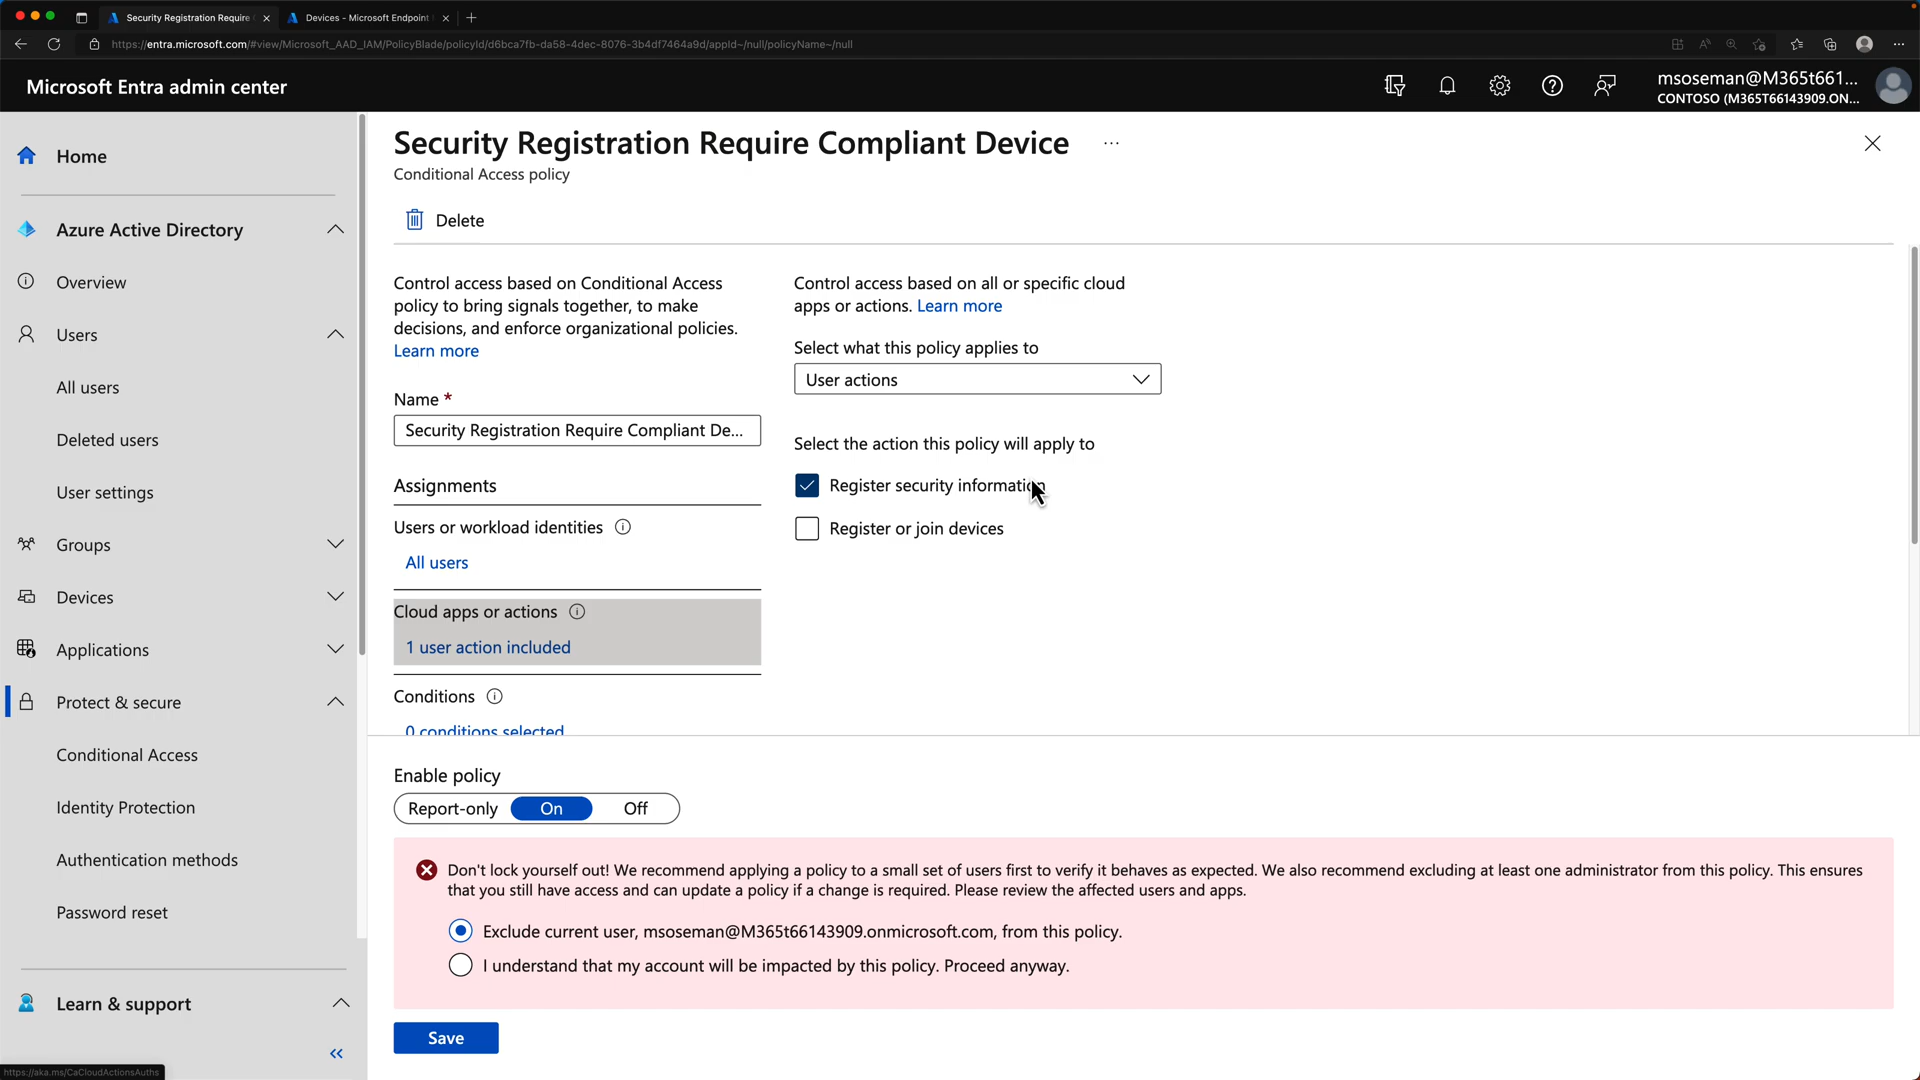 Security Registration Require
Devices - Microsoft Endpoint
https://entra.microsoft.com/#view/Microsoft_AAD_IAM/PolicyBlade/policyId/d6bca7fb-da58-4dec-8076-3b4df7464a9d/appId~/null/policyName~/null
Microsoft Entra admin center
msoseman@M365t661...
CONTOSO (M365T66143909.ON...
Home
Azure Active Directory
Overview
Users
All users
Deleted users
User settings
Groups
Devices
Applications
Protect & secure
Conditional Access
Identity Protection
Authentication methods
Password reset
Learn & support
https://aka.ms/CaCloudActionsAuths
Security Registration Require Compliant Device
...
Conditional Access policy
Delete
Control access based on Conditional Access
policy to bring signals together, to make
decisions, and enforce organizational policies.
Learn more
Name *
Security Registration Require Compliant De...
Assignments
Users or workload identities
All users
Cloud apps or actions
1 user action included
Conditions
0 conditions selected
Control access based on all or specific cloud
apps or actions. Learn more
Select what this policy applies to
User actions
Select the action this policy will apply to
Register security information
Register or join devices
Enable policy
Report-only On Off
Don't lock yourself out! We recommend applying a policy to a small set of users first to verify it behaves as expected. We also recommend excluding at least one administrator from this policy. This ensures
that you still have access and can update a policy if a change is required. Please review the affected users and apps.
Exclude current user, msoseman@M365t66143909.onmicrosoft.com, from this policy.
I understand that my account will be impacted by this policy. Proceed anyway.
Save